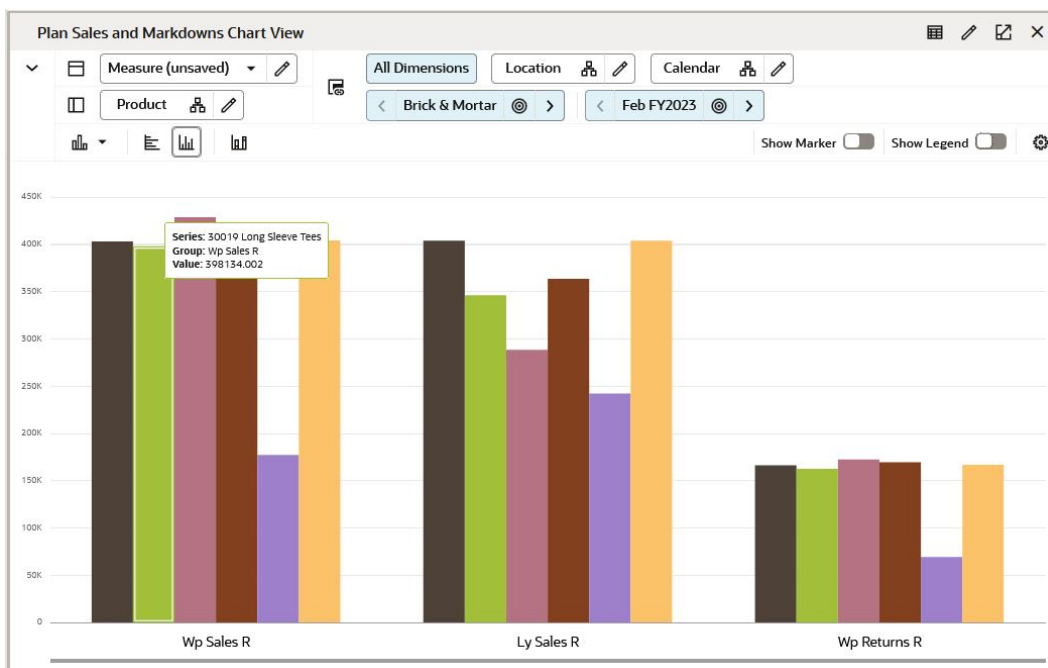 Plan Sales and Markdowns Chart View
Measure (unsaved)
All Dimensions
Location
Calendar
Product
Brick & Mortar
Feb FY2023
Show Marker
Show Legend
450K
400K
350K
300K
250K
200K
150K
100K
50K
0
Series: 30019 Long Sleeve Tees
Group: Wp Sales R
Value: 398134.002
Wp Sales R
Ly Sales R
Wp Returns R